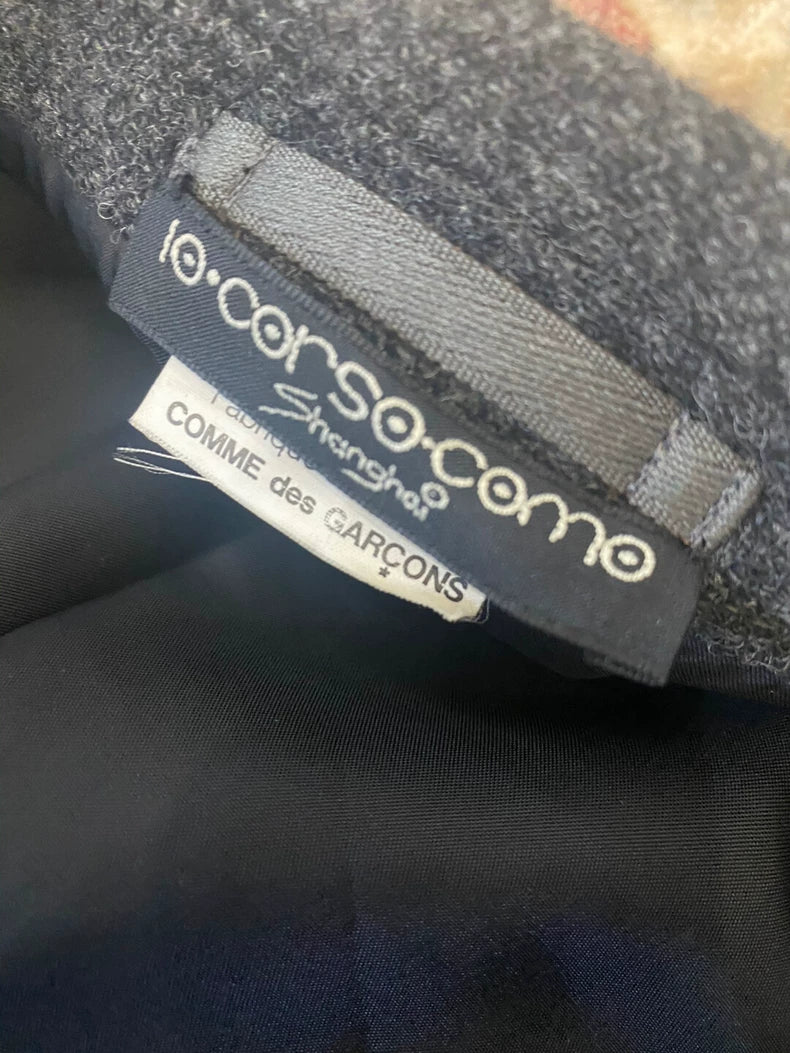 10·corso·como
Shanghai
COMME des GARÇONS
*